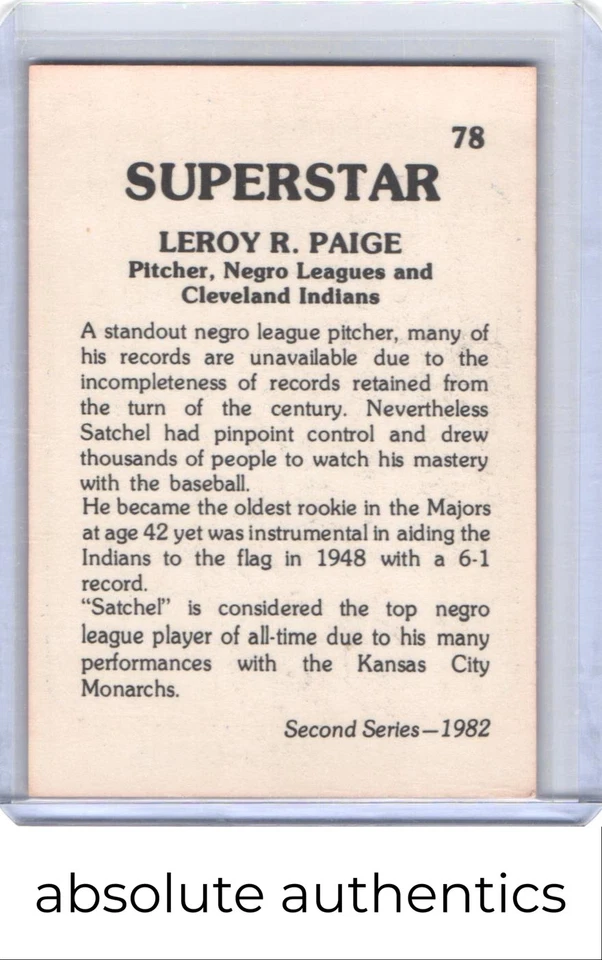 78
SUPERSTAR
LEROY R. PAIGE
Pitcher, Negro Leagues and
Cleveland Indians
A standout negro league pitcher, many of
his records are unavailable due to the
incompleteness of records retained from
the turn of the century. Nevertheless
Satchel had pinpoint control and drew
thousands of people to watch his mastery
with the baseball.
He became the oldest rookie in the Majors
at age 42 yet was instrumental in aiding the
Indians to the flag in 1948 with a 6-1
record.
“Satchel” is considered the top negro
league player of all-time due to his many
performances with the Kansas City
Monarchs.
Second Series—1982
absolute authentics